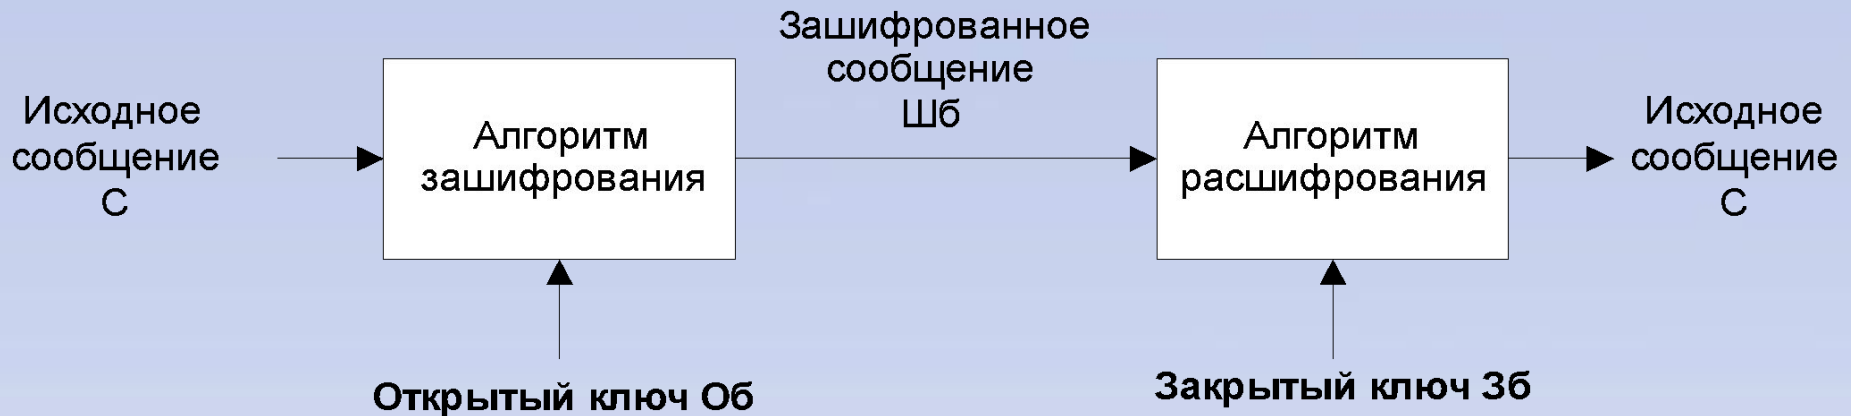 Исходное
сообщение
С
Алгоритм
зашифрования
Зашифрованное
сообщение
Шб
Алгоритм
расшифрования
Исходное
сообщение
С
Открытый ключ Об
Закрытый ключ Зб